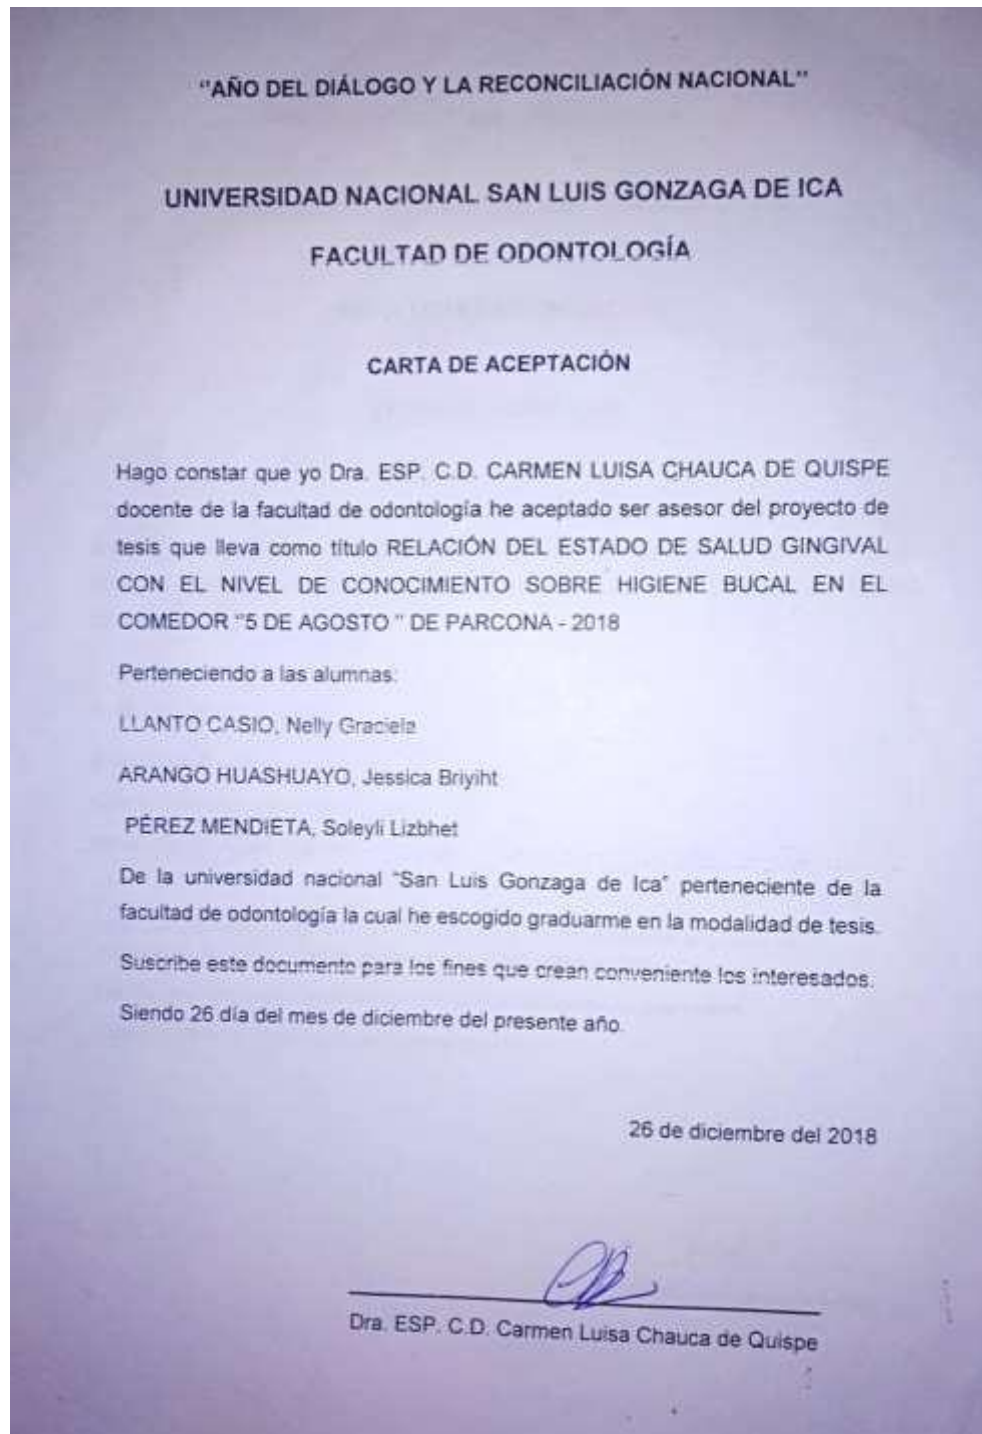 “AÑO DEL DIÁLOGO Y LA RECONCILIACIÓN NACIONAL”
UNIVERSIDAD NACIONAL SAN LUIS GONZAGA DE ICA
FACULTAD DE ODONTOLOGÍA
CARTA DE ACEPTACIÓN
Hago constar que yo Dra. ESP. C.D. CARMEN LUISA CHAUCA DE QUISPE
docente de la facultad de odontología he aceptado ser asesor del proyecto de
tesis que lleva como título RELACIÓN DEL ESTADO DE SALUD GINGIVAL
CON EL NIVEL DE CONOCIMIENTO SOBRE HIGIENE BUCAL EN EL
COMEDOR “5 DE AGOSTO ” DE PARCONA - 2018
Perteneciendo a las alumnas:
LLANTO CASIO, Nelly Graciela
ARANGO HUASHUAYO, Jessica Briyiht
PÉREZ MENDIETA, Soleyli Lizbhet
De la universidad nacional “San Luis Gonzaga de Ica” perteneciente de la
facultad de odontología la cual he escogido graduarme en la modalidad de tesis.
Suscribe este documento para los fines que crean conveniente los interesados.
Siendo 26 día del mes de diciembre del presente año.
26 de diciembre del 2018
Dra. ESP. C.D. Carmen Luisa Chauca de Quispe